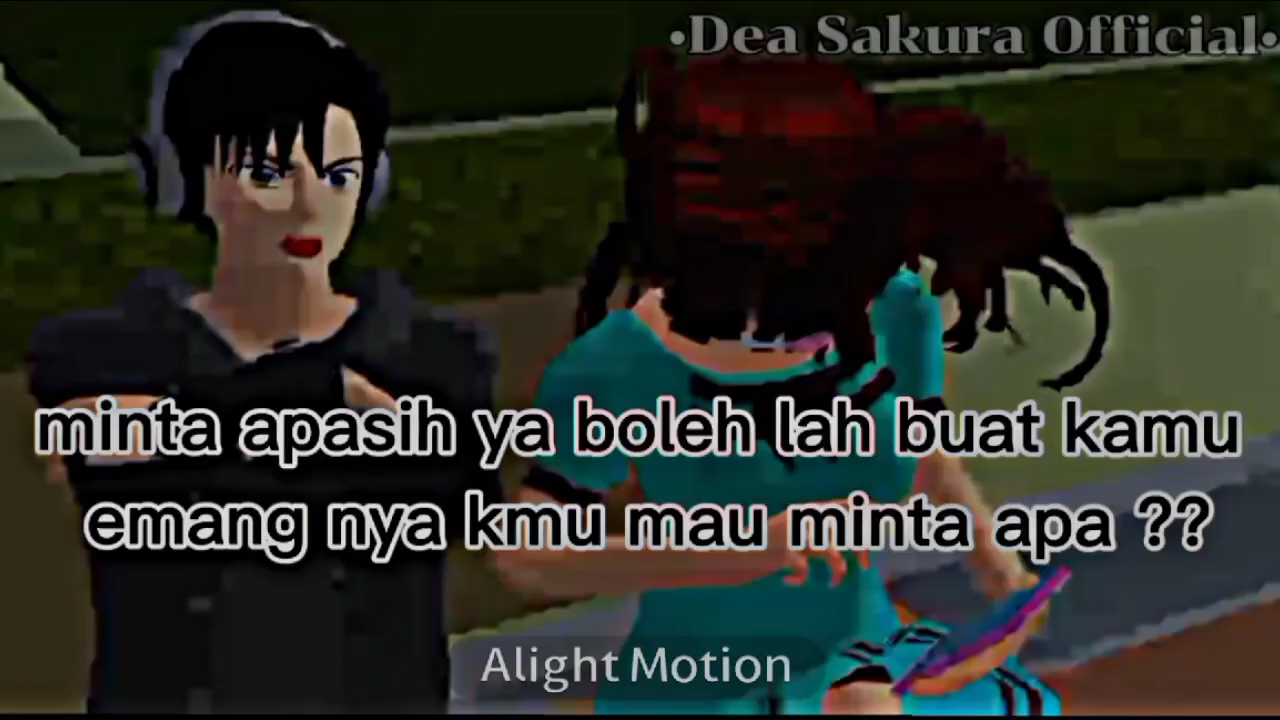 •Dea Sakura Official•
minta apasih ya boleh lah buat kamu
emang nya kmu mau minta apa ??
Alight Motion